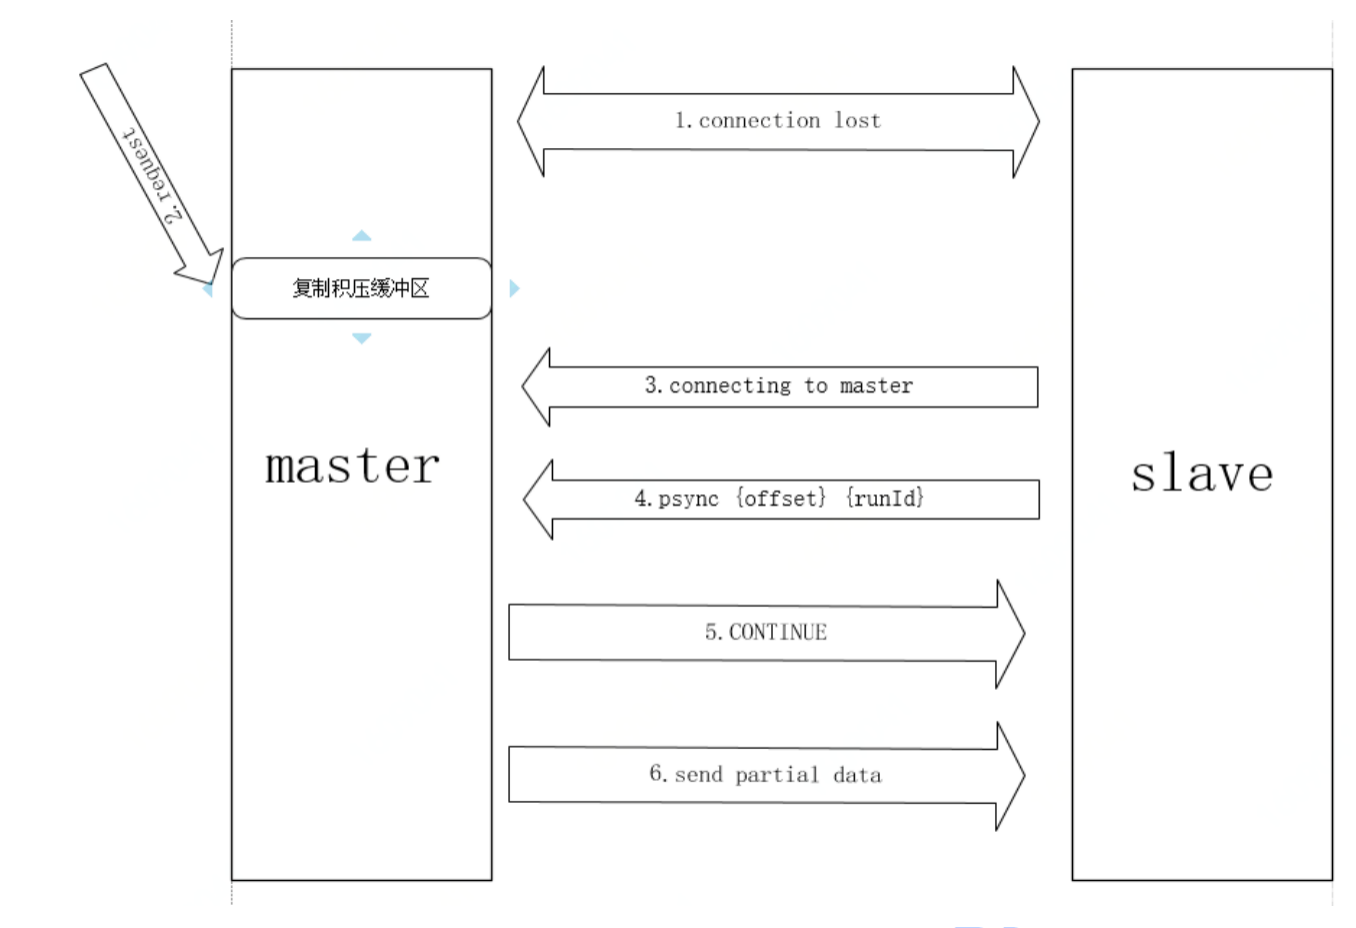 1.connection lost
2.request
复制积压缓冲区
3.connecting to master
master
slave
4.psync {offset} {runId}
5.CONTINUE
6.send partial data